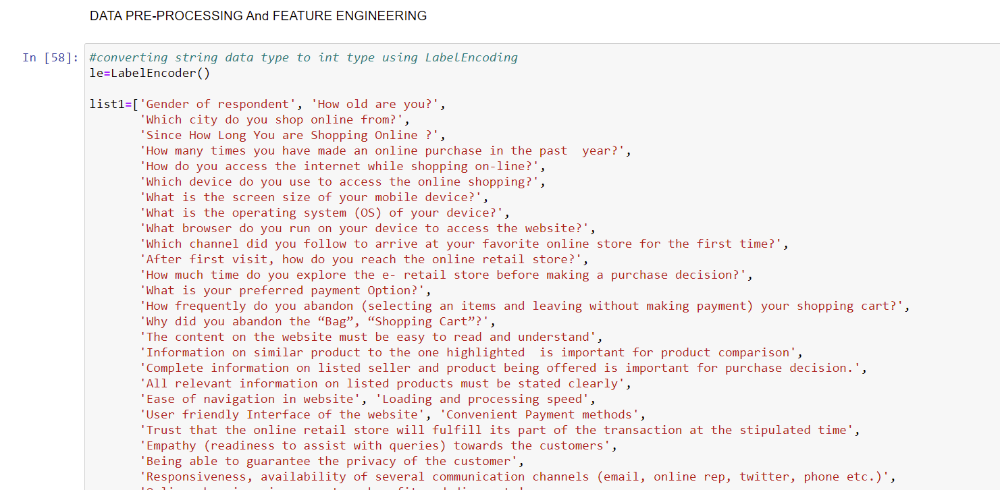 DATA PRE-PROCESSING And FEATURE ENGINEERING
In [58]: #converting string data type to int type using LabelEncoding
le=LabelEncoder()
list1=['Gender of respondent', 'How old are you?',
'Which city do you shop online from?',
'Since How Long You are Shopping Online ?',
'How many times you have made an online purchase in the past  year?',
'How do you access the internet while shopping on-line?',
'Which device do you use to access the online shopping?',
'What is the screen size of your mobile device?',
'What is the operating system (OS) of your device?',
'What browser do you run on your device to access the website?',
'Which channel did you follow to arrive at your favorite online store for the first time?',
'After first visit, how do you reach the online retail store?',
'How much time do you explore the e- retail store before making a purchase decision?',
'What is your preferred payment Option?',
'How frequently do you abandon (selecting an items and leaving without making payment) your shopping cart?',
'Why did you abandon the “Bag”, “Shopping Cart”?',
'The content on the website must be easy to read and understand',
'Information on similar product to the one highlighted  is important for product comparison',
'Complete information on listed seller and product being offered is important for purchase decision.',
'All relevant information on listed products must be stated clearly',
'Ease of navigation in website', 'Loading and processing speed',
'User friendly Interface of the website', 'Convenient Payment methods',
'Trust that the online retail store will fulfill its part of the transaction at the stipulated time',
'Empathy (readiness to assist with queries) towards the customers',
'Being able to guarantee the privacy of the customer',
'Responsiveness, availability of several communication channels (email, online rep, twitter, phone etc.)',